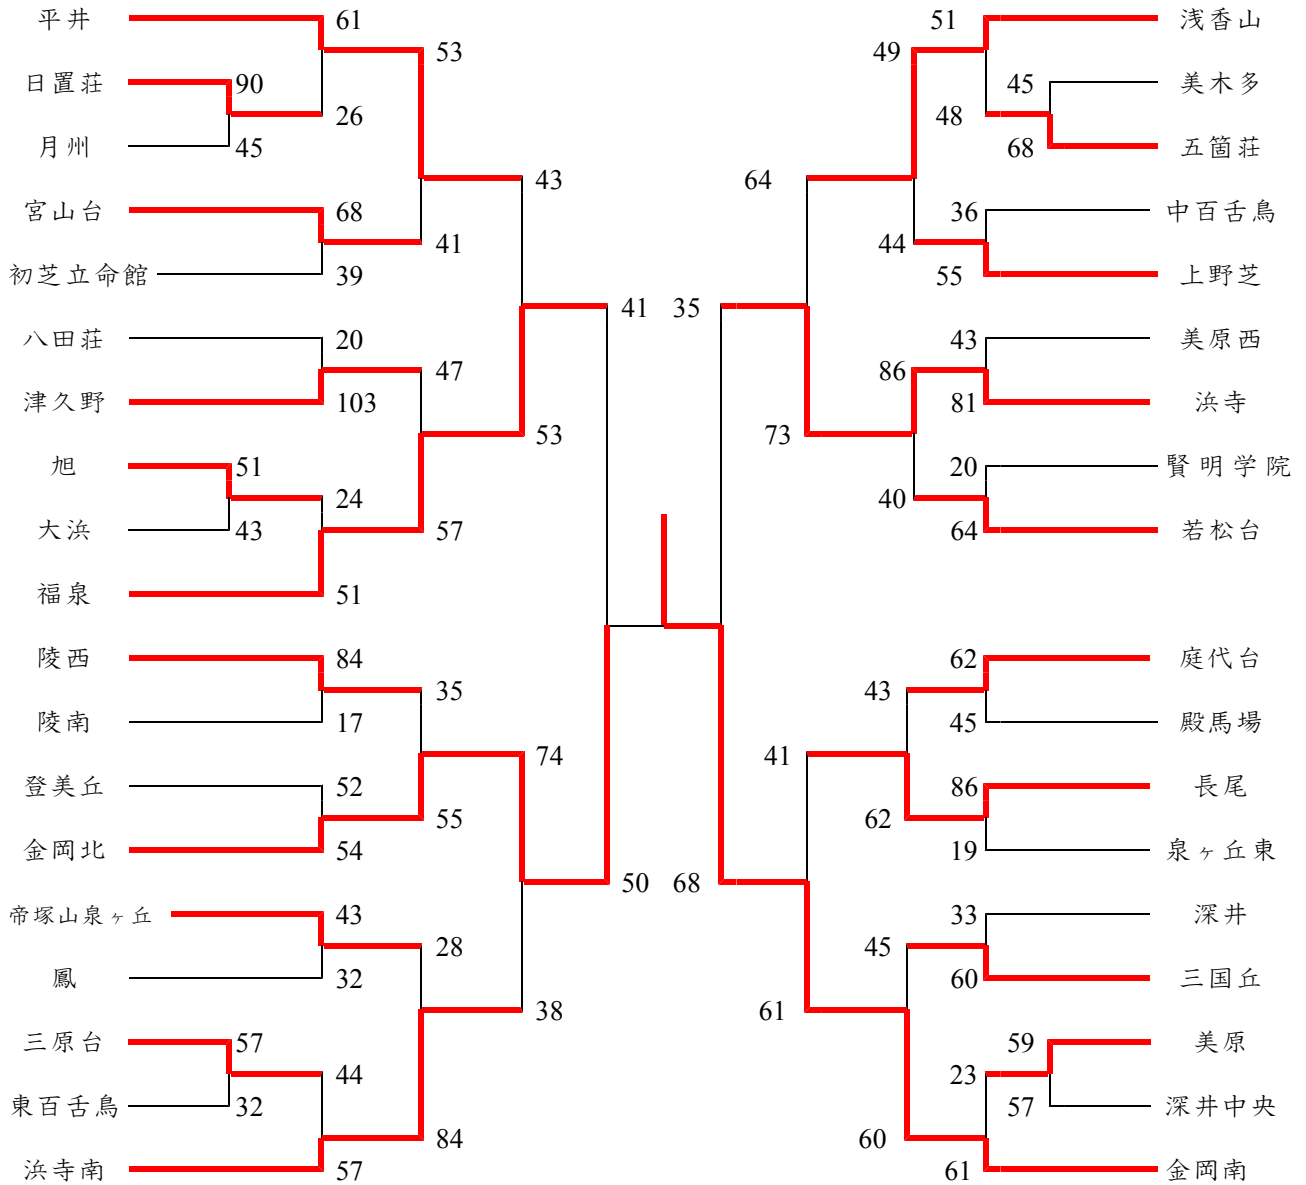 平井 61 51 浅香山
53 49
日置荘 90 45 美木多
26 48
月州 45 68 五箇荘
43 64
宮山台 68 36 中百舌鳥
41 44
初芝立命館 39 55 上野芝
41 35
八田荘 20 43 美原西
47 86
津久野 103 81 浜寺
53 73
旭 51 20 賢明学院
24 40
大浜 43 57 64 若松台
福泉 51
陵西 84 62 庭代台
35 43
陵南 17 45 殿馬場
74 41
登美丘 52 86 長尾
55 62
金岡北 54 19 泉ヶ丘東
50 68
帝塚山泉ヶ丘 43 33 深井
28 45
鳳 32 60 三国丘
38 61
三原台 57 59 美原
44 23
東百舌鳥 32 57 深井中央
84 60
浜寺南 57 61 金岡南